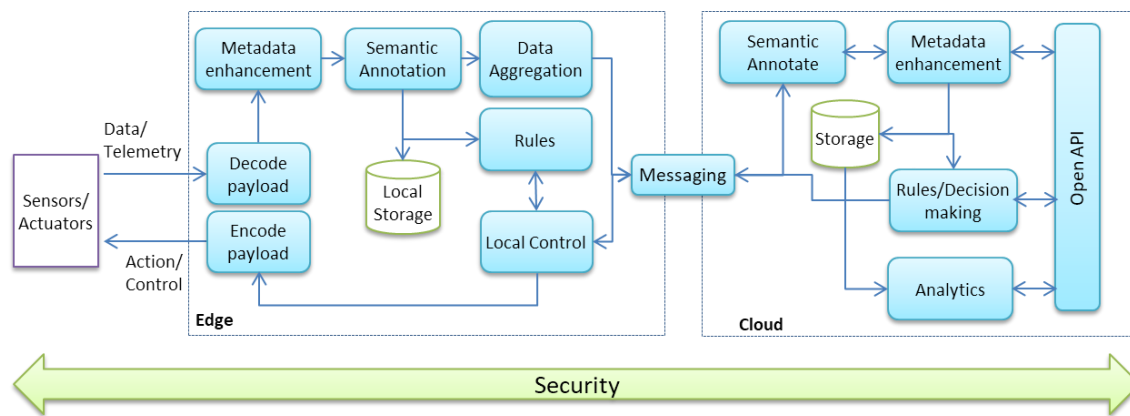 Data/
Telemetry
Sensors/
Actuators
Action/
Control
Metadata
enhancement
Semantic
Annotation
Data
Aggregation
Decode
payload
Encode
payload
Local
Storage
Rules
Local Control
Edge
Messaging
Semantic
Annotate
Metadata
enhancement
Storage
Rules/Decision
making
Analytics
Open API
Cloud
Security